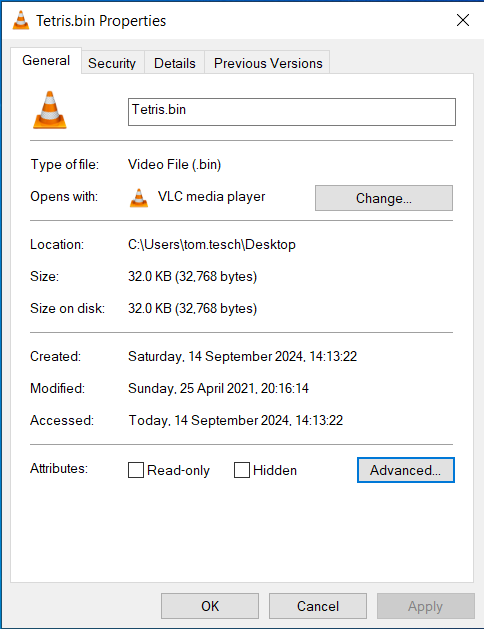 Tetris.bin Properties
General Security Details Previous Versions
Tetris.bin
Type of file: Video File (.bin)
Opens with: VLC media player Change...
Location: C:\Users\tom.tesch\Desktop
Size: 32.0 KB (32,768 bytes)
Size on disk: 32.0 KB (32,768 bytes)
Created: Saturday, 14 September 2024, 14:13:22
Modified: Sunday, 25 April 2021, 20:16:14
Accessed: Today, 14 September 2024, 14:13:22
Attributes: Read-only Hidden Advanced...
OK Cancel Apply